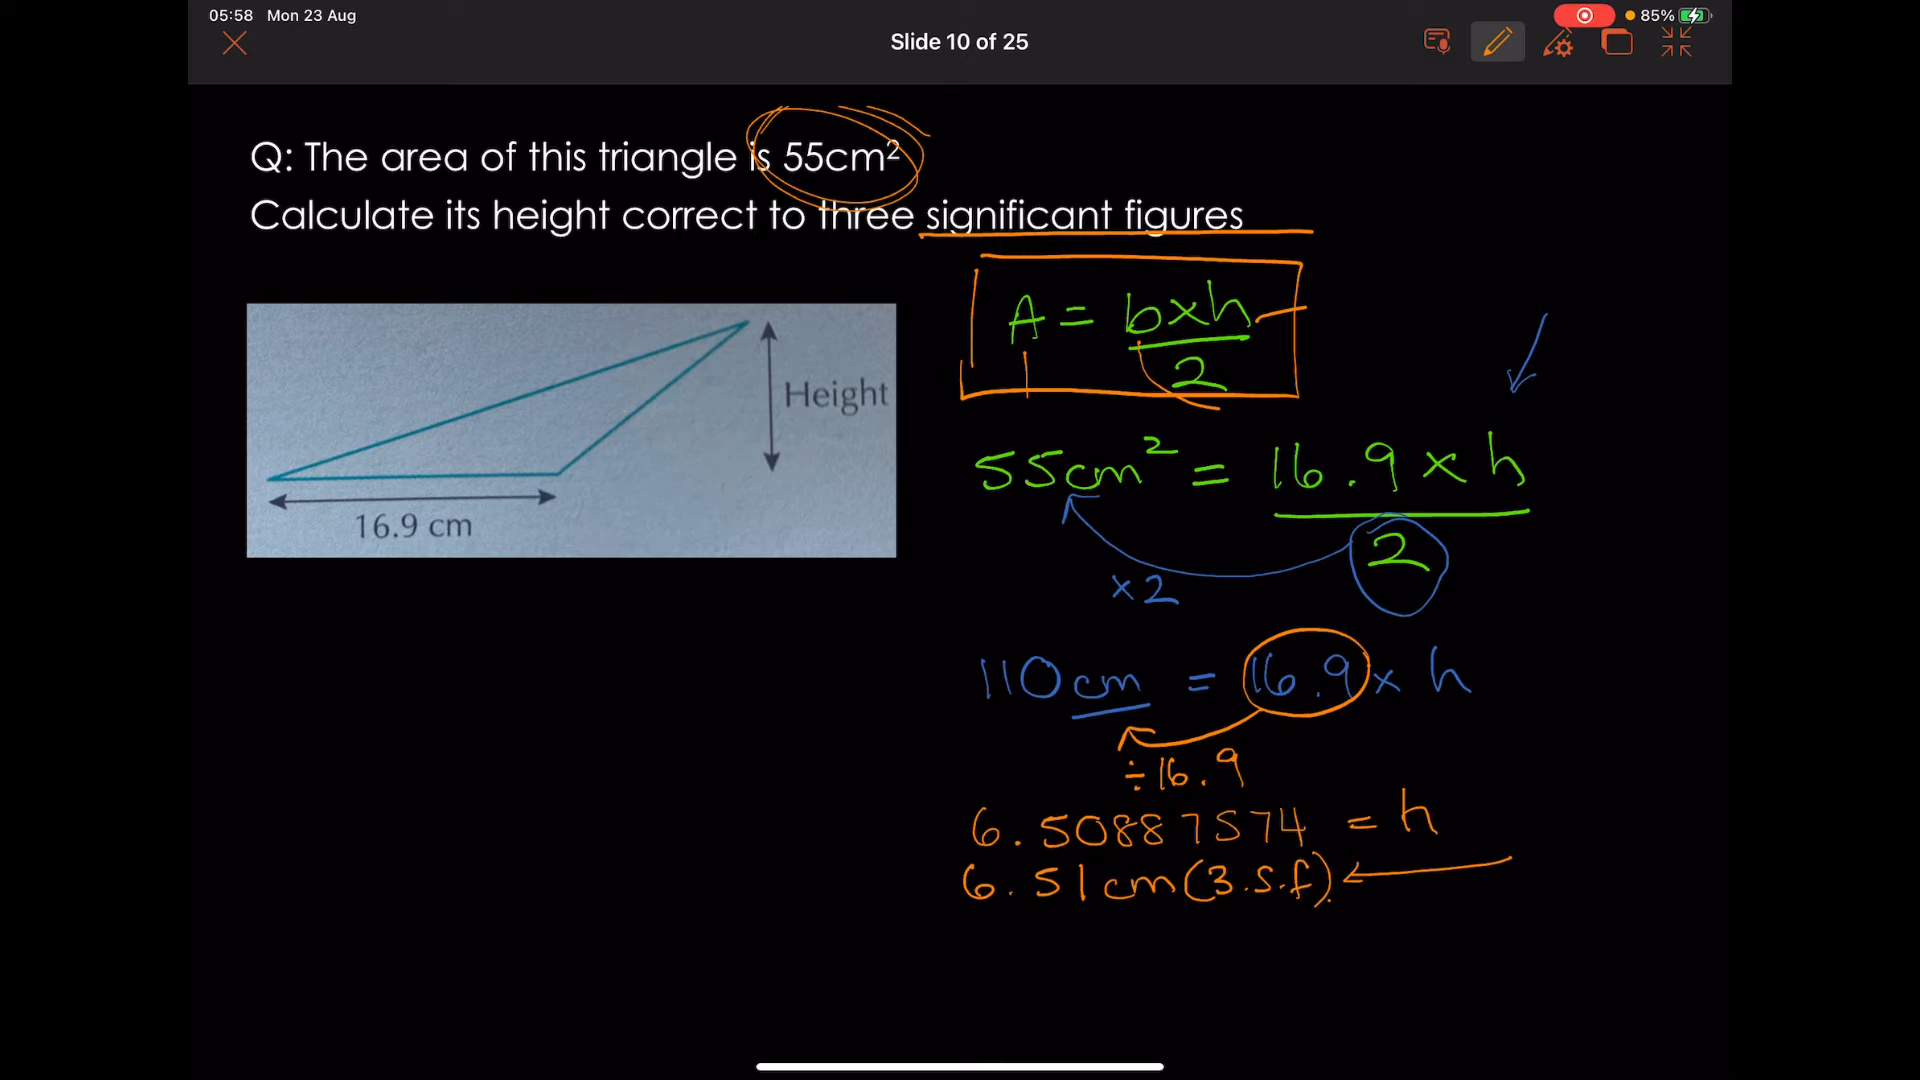 05:58 Mon 23 Aug
85%
Slide 10 of 25
Q: The area of this triangle is 55cm²
Calculate its height correct to three significant figures
A = b×h
2
Height
16.9 cm
55cm² = 16.9 × h
2
×2
110cm = 16.9 × h
÷16.9
6.50887574 = h
6.51cm(3.s.f).